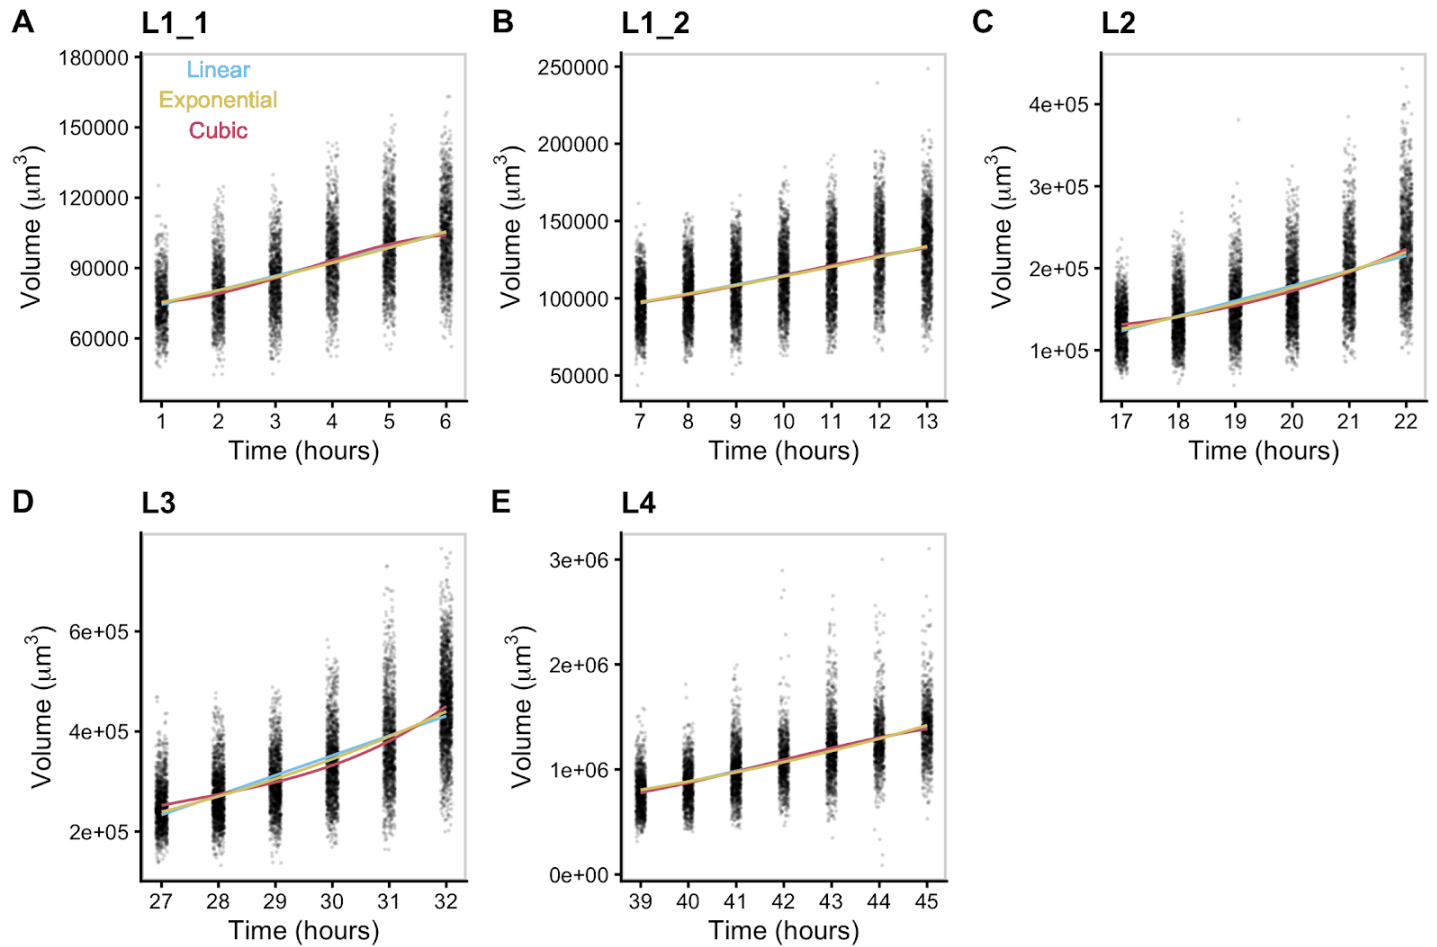 A L1_1
180000
150000
120000
90000
60000
Volume (μm³)
Linear
Exponential
Cubic
1 2 3 4 5 6
Time (hours)
B L1_2
250000
200000
150000
100000
50000
Volume (μm³)
7 8 9 10 11 12 13
Time (hours)
C L2
4e+05
3e+05
2e+05
1e+05
Volume (μm³)
17 18 19 20 21 22
Time (hours)
D L3
6e+05
4e+05
2e+05
Volume (μm³)
27 28 29 30 31 32
Time (hours)
E L4
3e+06
2e+06
1e+06
0e+00
Volume (μm³)
39 40 41 42 43 44 45
Time (hours)